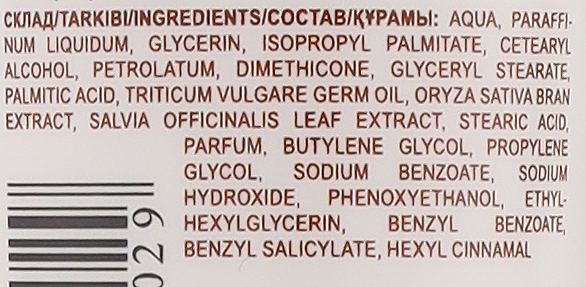 СКЛАД/TARKIBI/INGREDIENTS/СОСТАВ/ҚҰРАМЫ: AQUA, PARAFFI-
NUM LIQUIDUM, GLYCERIN, ISOPROPYL PALMITATE, CETEARYL
ALCOHOL, PETROLATUM, DIMETHICONE, GLYCERYL STEARATE,
PALMITIC ACID, TRITICUM VULGARE GERM OIL, ORYZA SATIVA BRAN
EXTRACT, SALVIA OFFICINALIS LEAF EXTRACT, STEARIC ACID,
PARFUM, BUTYLENE GLYCOL, PROPYLENE
GLYCOL, SODIUM BENZOATE, SODIUM
HYDROXIDE, PHENOXYETHANOL, ETHYL-
HEXYLGLYCERIN, BENZYL BENZOATE,
BENZYL SALICYLATE, HEXYL CINNAMAL
029